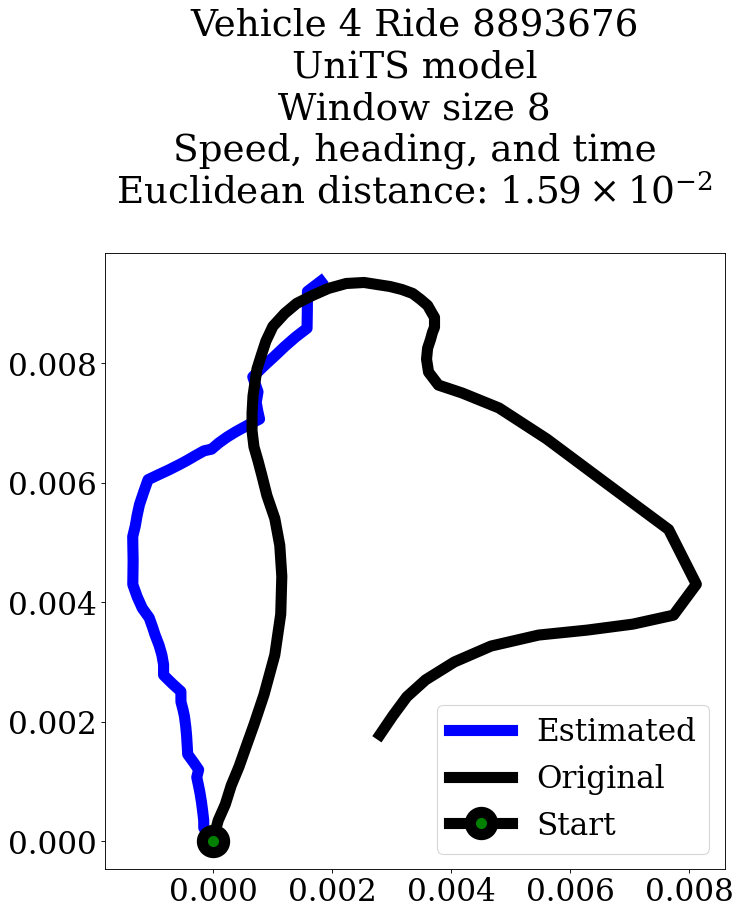 Vehicle 4 Ride 8893676
UniTS model
Window size 8
Speed, heading, and time
Euclidean distance: 1.59 × 10⁻²
0.008
0.006
0.004
0.002
0.000
Estimated
Original
Start
0.000 0.002 0.004 0.006 0.008